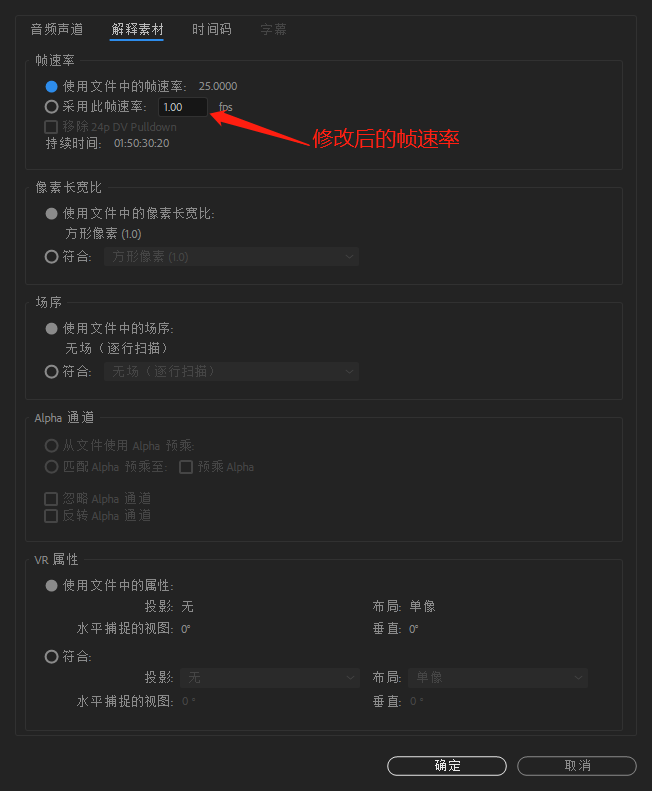 音频声道 解释素材 时间码 字幕
帧速率
使用文件中的帧速率: 25.0000
采用此帧速率: 1.00 fps
移除 24p DV Pulldown
持续时间: 01:50:30:20
修改后的帧速率
像素长宽比
使用文件中的像素长宽比:
方形像素 (1.0)
符合: 方形像素 (1.0)
场序
使用文件中的场序:
无场（逐行扫描）
符合: 无场（逐行扫描）
Alpha 通道
从文件使用 Alpha 预乘:
匹配 Alpha 预乘至: 预乘 Alpha
忽略 Alpha 通道
反转 Alpha 通道
VR 属性
使用文件中的属性:
投影: 无 布局: 单像
水平捕捉的视图: 0° 垂直: 0°
符合:
投影: 无 布局: 单像
水平捕捉的视图: 0 ° 垂直: 0 °
确定 取消